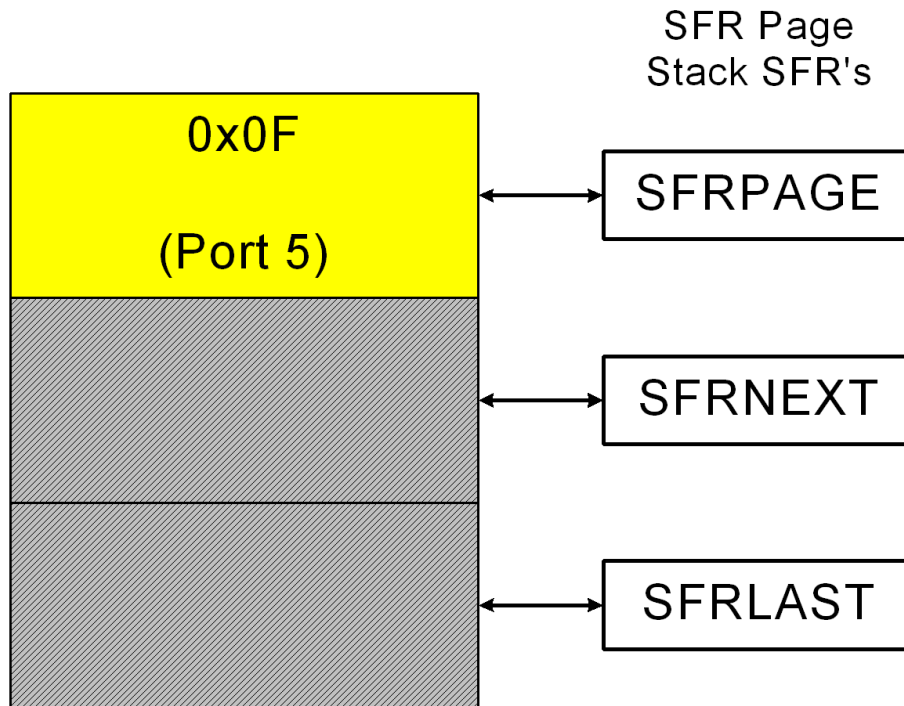 SFR Page
Stack SFR's
0x0F
(Port 5)
SFRPAGE
SFRNEXT
SFRLAST